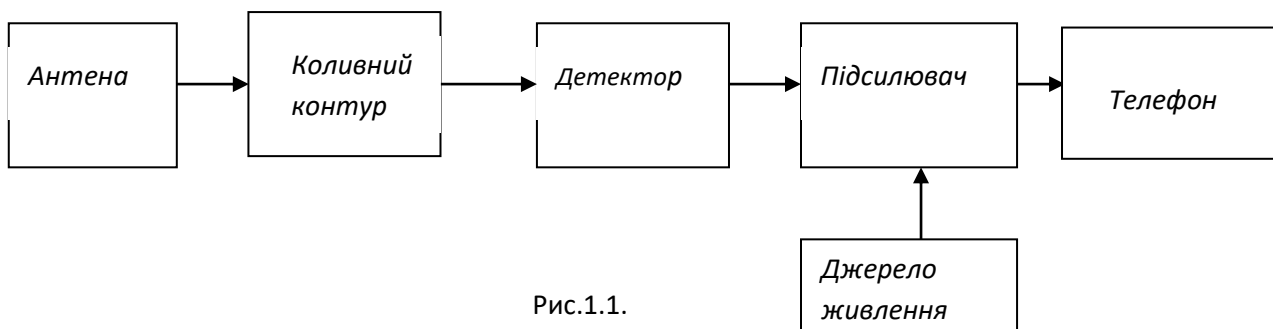 Антена
Коливний
контур
Детектор
Підсилювач
Телефон
Джерело
живлення
Рис.1.1.